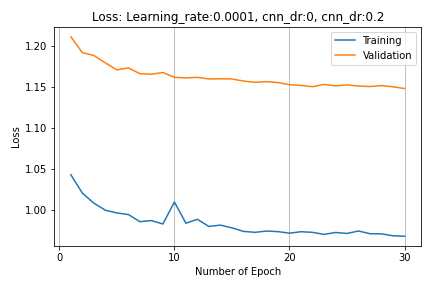 Loss: Learning_rate:0.0001, cnn_dr:0, cnn_dr:0.2
Training
Validation
1.20
1.15
1.10
1.05
1.00
Loss
0 10 20 30
Number of Epoch